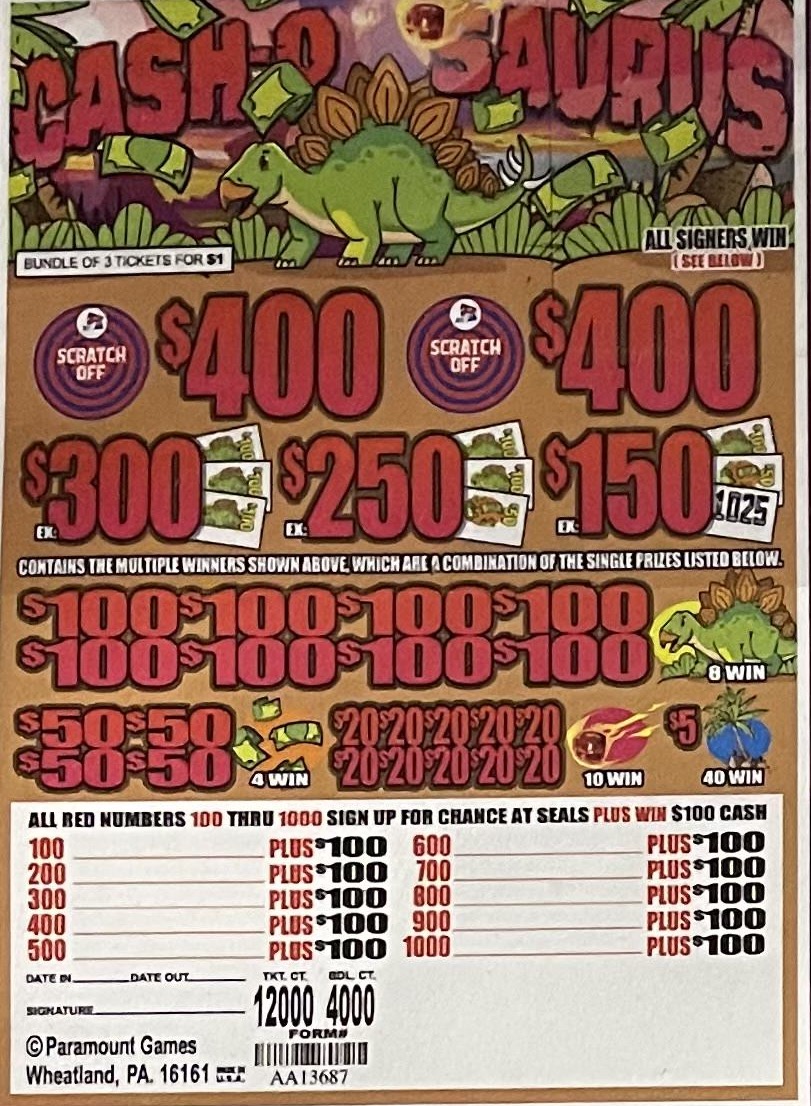 CASH-O SAURUS
BUNDLE OF 3 TICKETS FOR $1
ALL SIGNERS WIN
(SEE BELOW)
SCRATCH OFF $400 SCRATCH OFF $400
$300 $250 $150
EX: EX: EX: 1025
CONTAINS THE MULTIPLE WINNERS SHOWN ABOVE, WHICH ARE A COMBINATION OF THE SINGLE PRIZES LISTED BELOW.
$100 $100 $100 $100
$100 $100 $100 $100
8 WIN
$50 $50 $20 $20 $20 $20 $20 $5
$50 $50 $20 $20 $20 $20 $20
4 WIN 10 WIN 40 WIN
ALL RED NUMBERS 100 THRU 1000 SIGN UP FOR CHANCE AT SEALS PLUS WIN $100 CASH
100 PLUS $100 600 PLUS $100
200 PLUS $100 700 PLUS $100
300 PLUS $100 800 PLUS $100
400 PLUS $100 900 PLUS $100
500 PLUS $100 1000 PLUS $100
DATE IN DATE OUT TKT. CT. BDL. CT.
SIGNATURE 12000 4000
FORM#
©Paramount Games
Wheatland, PA. 16161 MADE IN U.S.A. AA13687